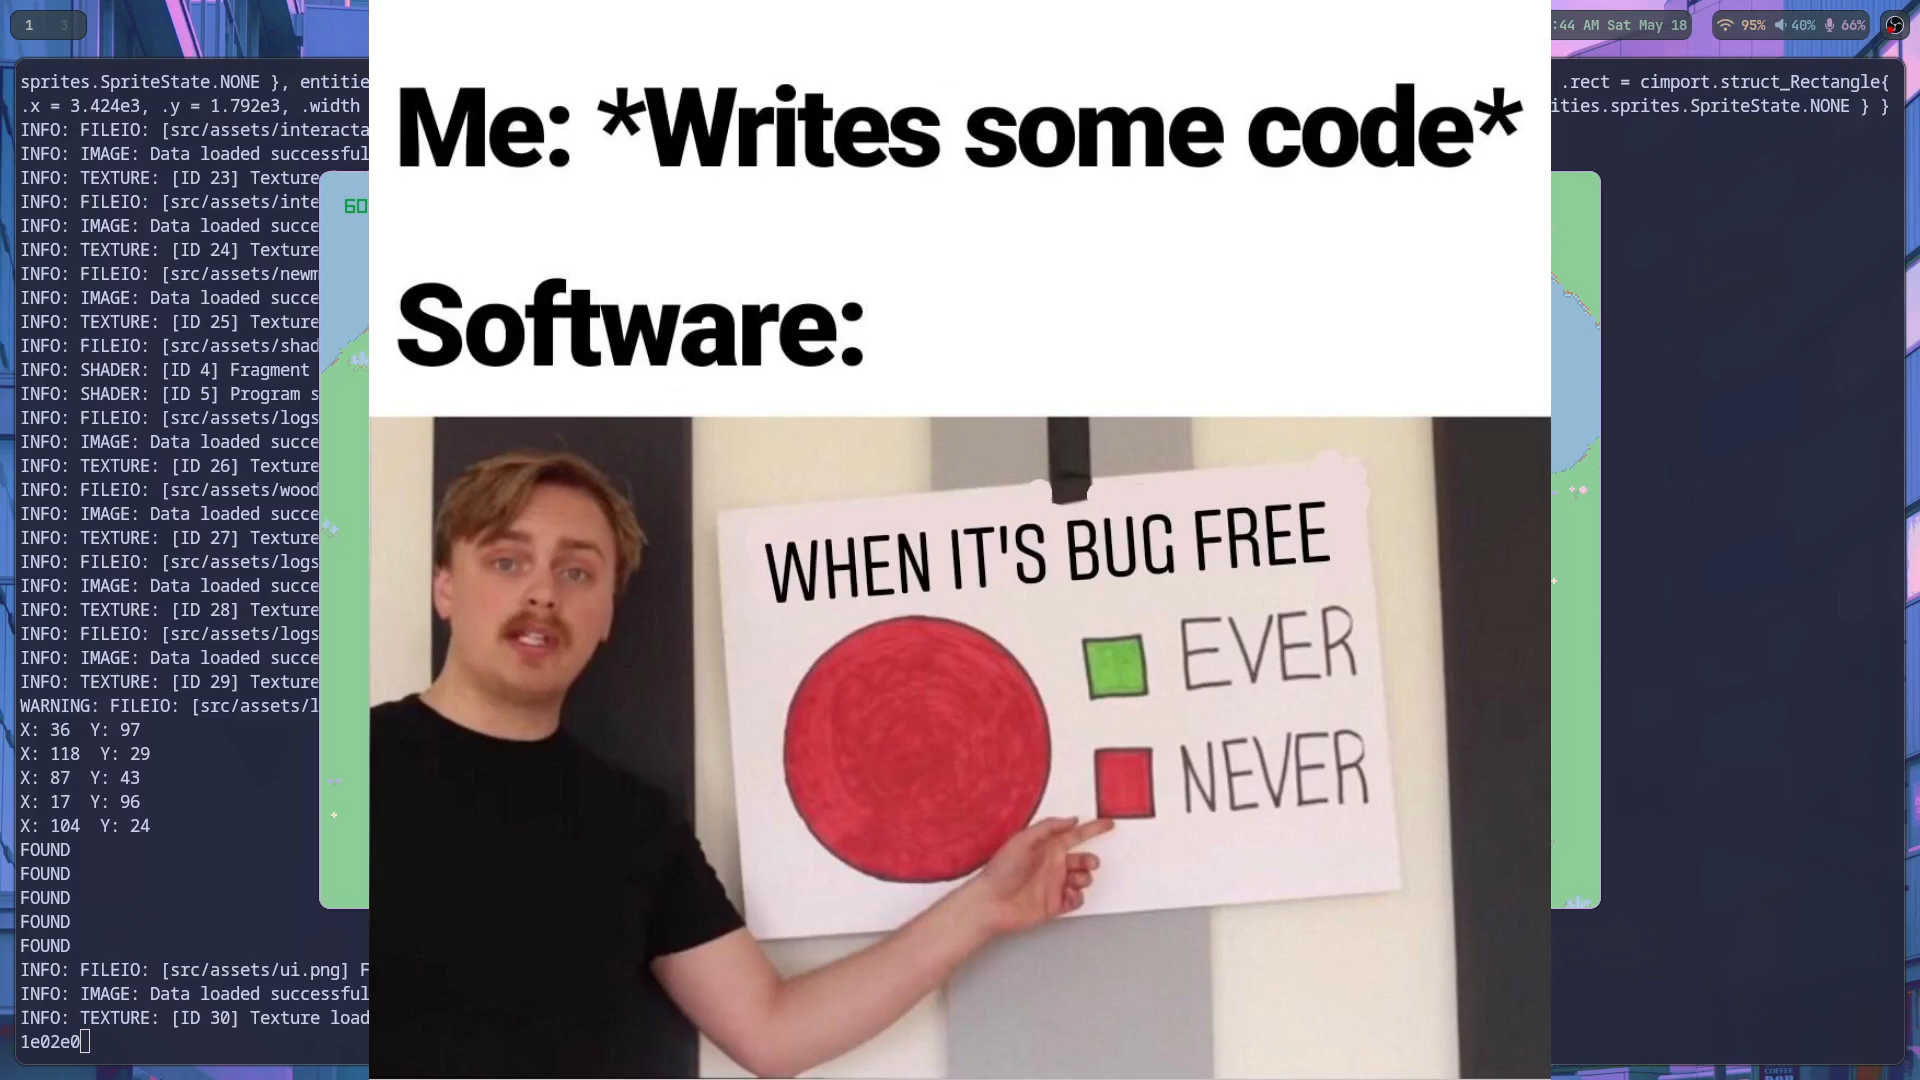 1 3
:44 AM Sat May 18 95% 40% 66%
sprites.SpriteState.NONE }, entitie
.rect = cimport.struct_Rectangle{
.x = 3.424e3, .y = 1.792e3, .width
ities.sprites.SpriteState.NONE } }
INFO: FILEIO: [src/assets/interacta
INFO: IMAGE: Data loaded successful
INFO: TEXTURE: [ID 23] Texture
INFO: FILEIO: [src/assets/inte
INFO: IMAGE: Data loaded succe
INFO: TEXTURE: [ID 24] Texture
INFO: FILEIO: [src/assets/newm
INFO: IMAGE: Data loaded succe
INFO: TEXTURE: [ID 25] Texture
INFO: FILEIO: [src/assets/shad
INFO: SHADER: [ID 4] Fragment
INFO: SHADER: [ID 5] Program s
INFO: FILEIO: [src/assets/logs
INFO: IMAGE: Data loaded succe
INFO: TEXTURE: [ID 26] Texture
INFO: FILEIO: [src/assets/wood
INFO: IMAGE: Data loaded succe
INFO: TEXTURE: [ID 27] Texture
INFO: FILEIO: [src/assets/logs
INFO: IMAGE: Data loaded succe
INFO: TEXTURE: [ID 28] Texture
INFO: FILEIO: [src/assets/logs
INFO: IMAGE: Data loaded succe
INFO: TEXTURE: [ID 29] Texture
WARNING: FILEIO: [src/assets/l
X: 36 Y: 97
X: 118 Y: 29
X: 87 Y: 43
X: 17 Y: 96
X: 104 Y: 24
FOUND
FOUND
FOUND
FOUND
FOUND
INFO: FILEIO: [src/assets/ui.png] F
INFO: IMAGE: Data loaded successful
INFO: TEXTURE: [ID 30] Texture load
1e02e0
60
Me: *Writes some code*
Software:
WHEN IT'S BUG FREE
EVER
NEVER